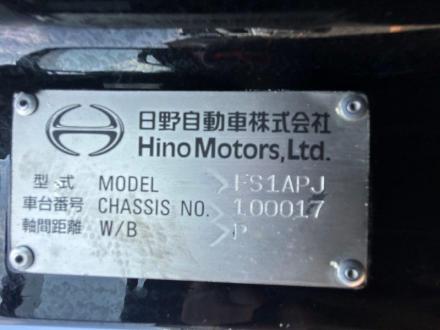 日野自動車株式会社
Hino Motors, Ltd.
型式 MODEL >FS1APJ
車台番号 CHASSIS NO. >100017
軸間距離 W/B >P